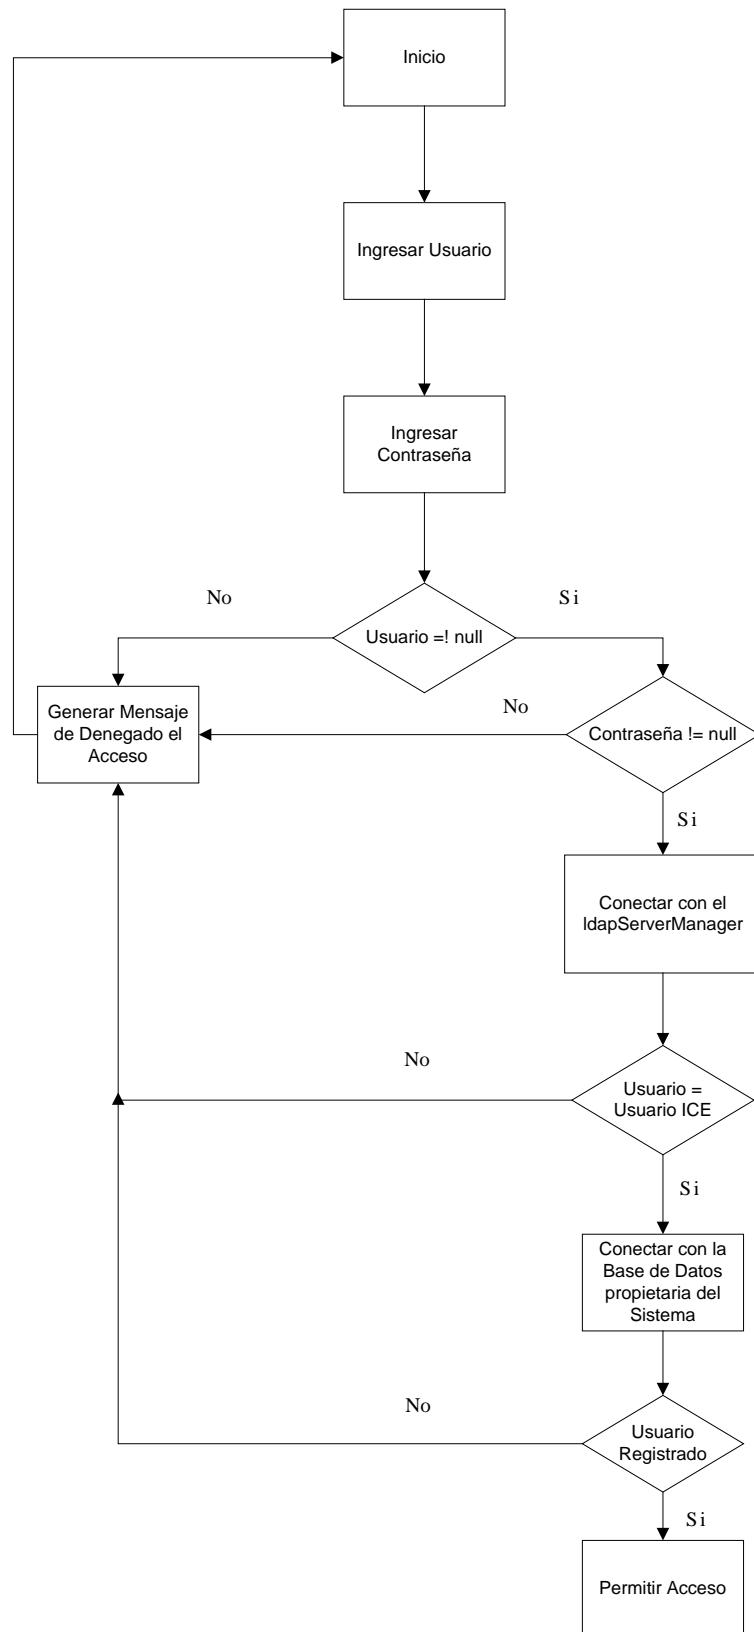 Inicio
Ingresar Usuario
Ingresar
Contraseña
No
Si
Usuario =! null
Generar Mensaje
de Denegado el
Acceso
No
Contraseña != null
Si
Conectar con el
ldapServerManager
No
Usuario =
Usuario ICE
Si
Conectar con la
Base de Datos
propietaria del
Sistema
No
Usuario
Registrado
Si
Permitir Acceso